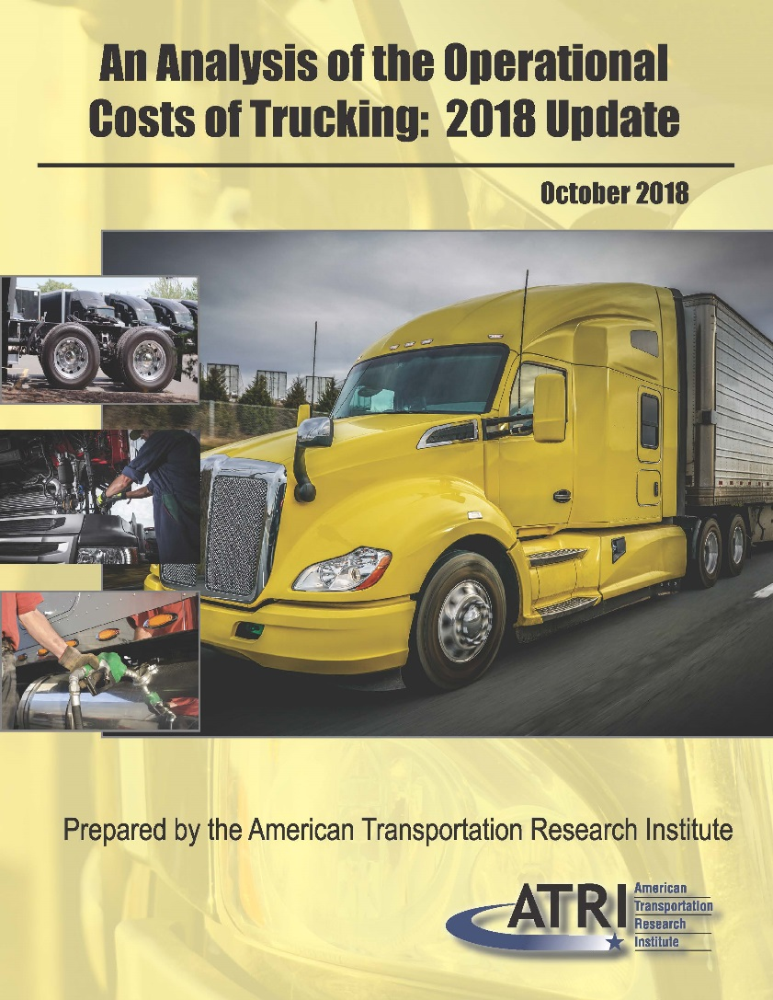 An Analysis of the Operational
Costs of Trucking: 2018 Update
October 2018
Prepared by the American Transportation Research Institute
ATRI
American
Transportation
Research
Institute